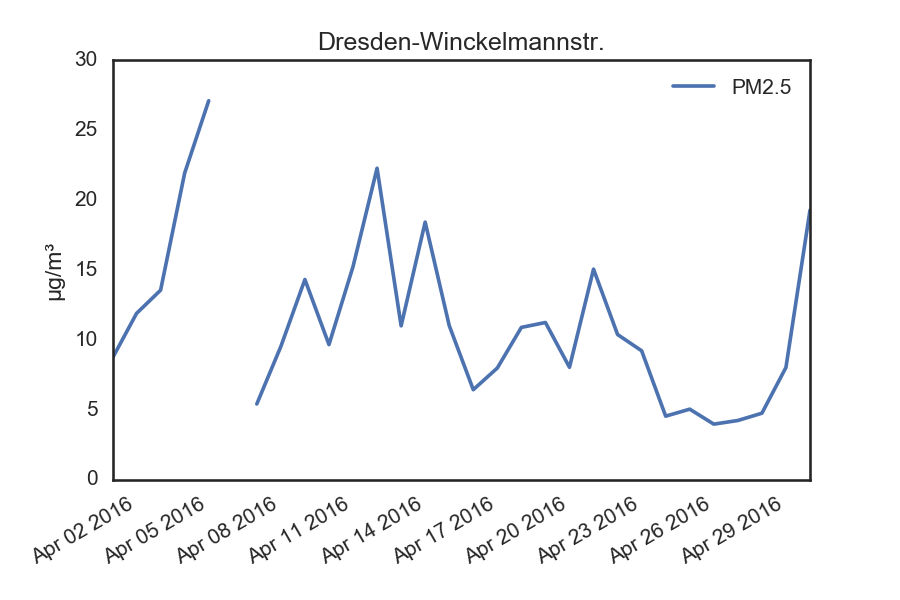 Dresden-Winckelmannstr.
30
25
20
15
10
5
0
µg/m³
PM2.5
Apr 02 2016
Apr 05 2016
Apr 08 2016
Apr 11 2016
Apr 14 2016
Apr 17 2016
Apr 20 2016
Apr 23 2016
Apr 26 2016
Apr 29 2016